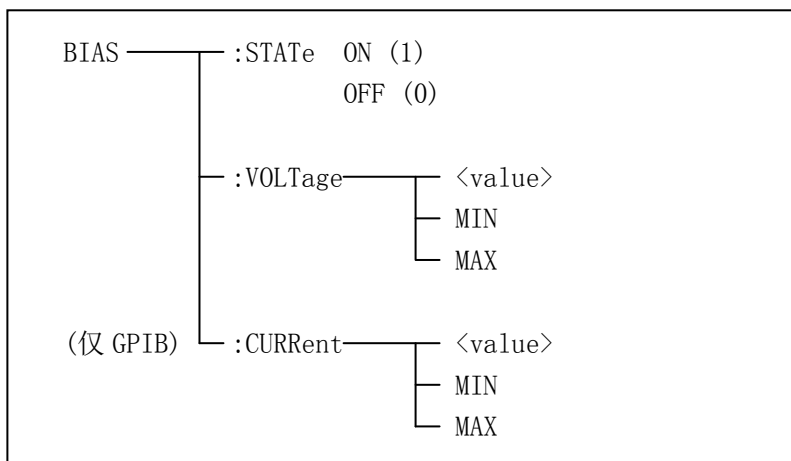 BIAS :STATe ON (1)
OFF (0)
:VOLTage <value>
MIN
MAX
(仅 GPIB) :CURRent <value>
MIN
MAX